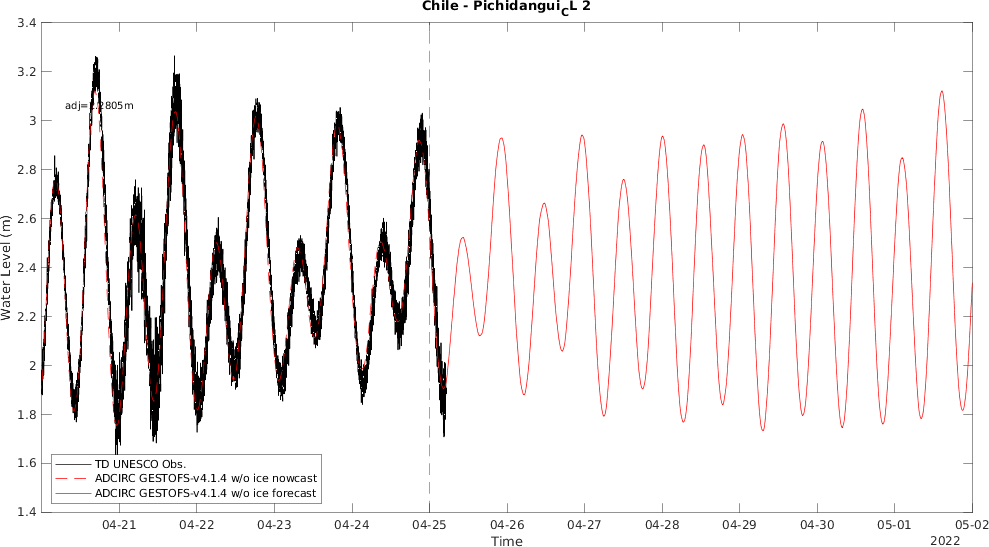 Chile - Pichidangui_CL 2
3.4
3.2
3
2.8
2.6
2.4
2.2
2
1.8
1.6
1.4
Water Level (m)
TD UNESCO Obs.
ADCIRC GESTOFS-v4.1.4 w/o ice nowcast
ADCIRC GESTOFS-v4.1.4 w/o ice forecast
04-21 04-22 04-23 04-24 04-25 04-26 04-27 04-28 04-29 04-30 05-01 05-02
Time
2022